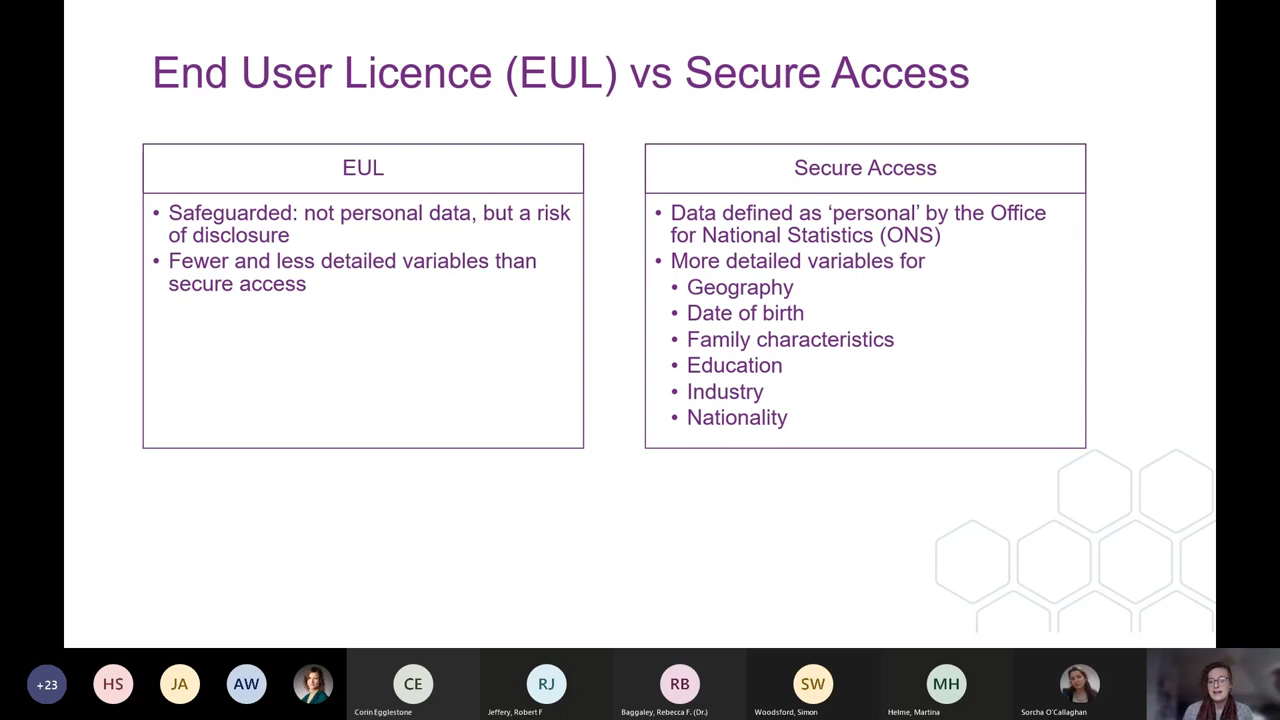 End User Licence (EUL) vs Secure Access
EUL
• Safeguarded: not personal data, but a risk
of disclosure
• Fewer and less detailed variables than
secure access
Secure Access
• Data defined as ‘personal’ by the Office
for National Statistics (ONS)
• More detailed variables for
• Geography
• Date of birth
• Family characteristics
• Education
• Industry
• Nationality
+23
HS
JA
AW
CE
Corin Egglestone
RJ
Jeffery, Robert F
RB
Baggaley, Rebecca F. (Dr.)
SW
Woodsford, Simon
MH
Helme, Martina
Sorcha O'Callaghan